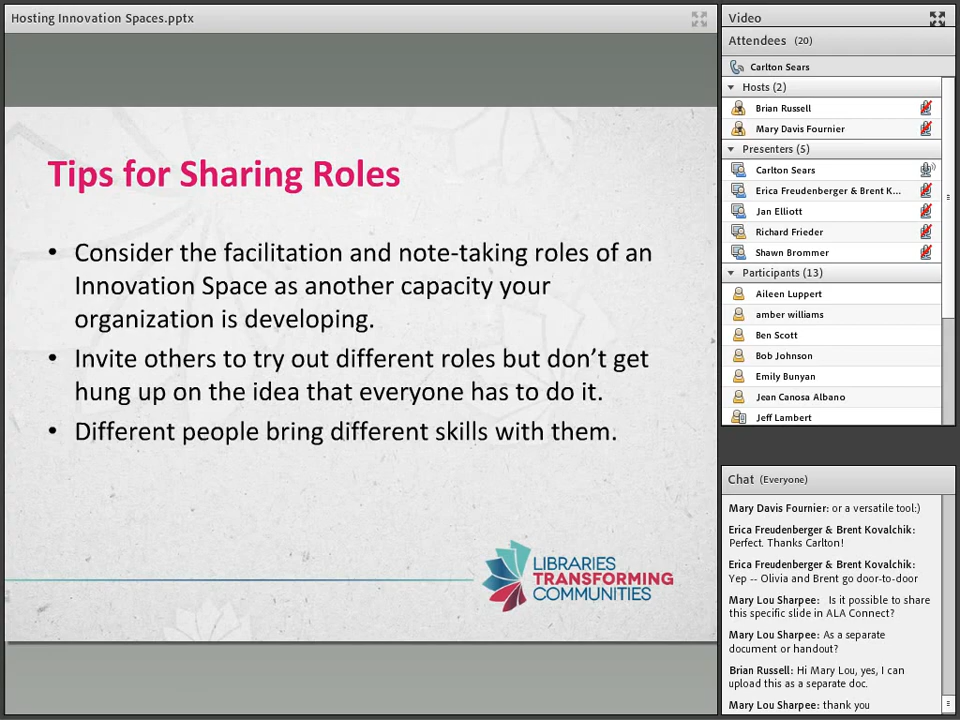 Hosting Innovation Spaces.pptx
Tips for Sharing Roles
• Consider the facilitation and note-taking roles of an
Innovation Space as another capacity your
organization is developing.
• Invite others to try out different roles but don’t get
hung up on the idea that everyone has to do it.
• Different people bring different skills with them.
LIBRARIES
TRANSFORMING
COMMUNITIES
Video
Attendees (20)
Carlton Sears
Hosts (2)
Brian Russell
Mary Davis Fournier
Presenters (5)
Carlton Sears
Erica Freudenberger & Brent K...
Jan Elliott
Richard Frieder
Shawn Brommer
Participants (13)
Aileen Luppert
amber williams
Ben Scott
Bob Johnson
Emily Bunyan
Jean Canosa Albano
Jeff Lambert
Chat (Everyone)
Mary Davis Fournier: or a versatile tool:)
Erica Freudenberger & Brent Kovalchik:
Perfect. Thanks Carlton!
Erica Freudenberger & Brent Kovalchik:
Yep -- Olivia and Brent go door-to-door
Mary Lou Sharpee: Is it possible to share
this specific slide in ALA Connect?
Mary Lou Sharpee: As a separate
document or handout?
Brian Russell: Hi Mary Lou, yes, I can
upload this as a separate doc.
Mary Lou Sharpee: thank you